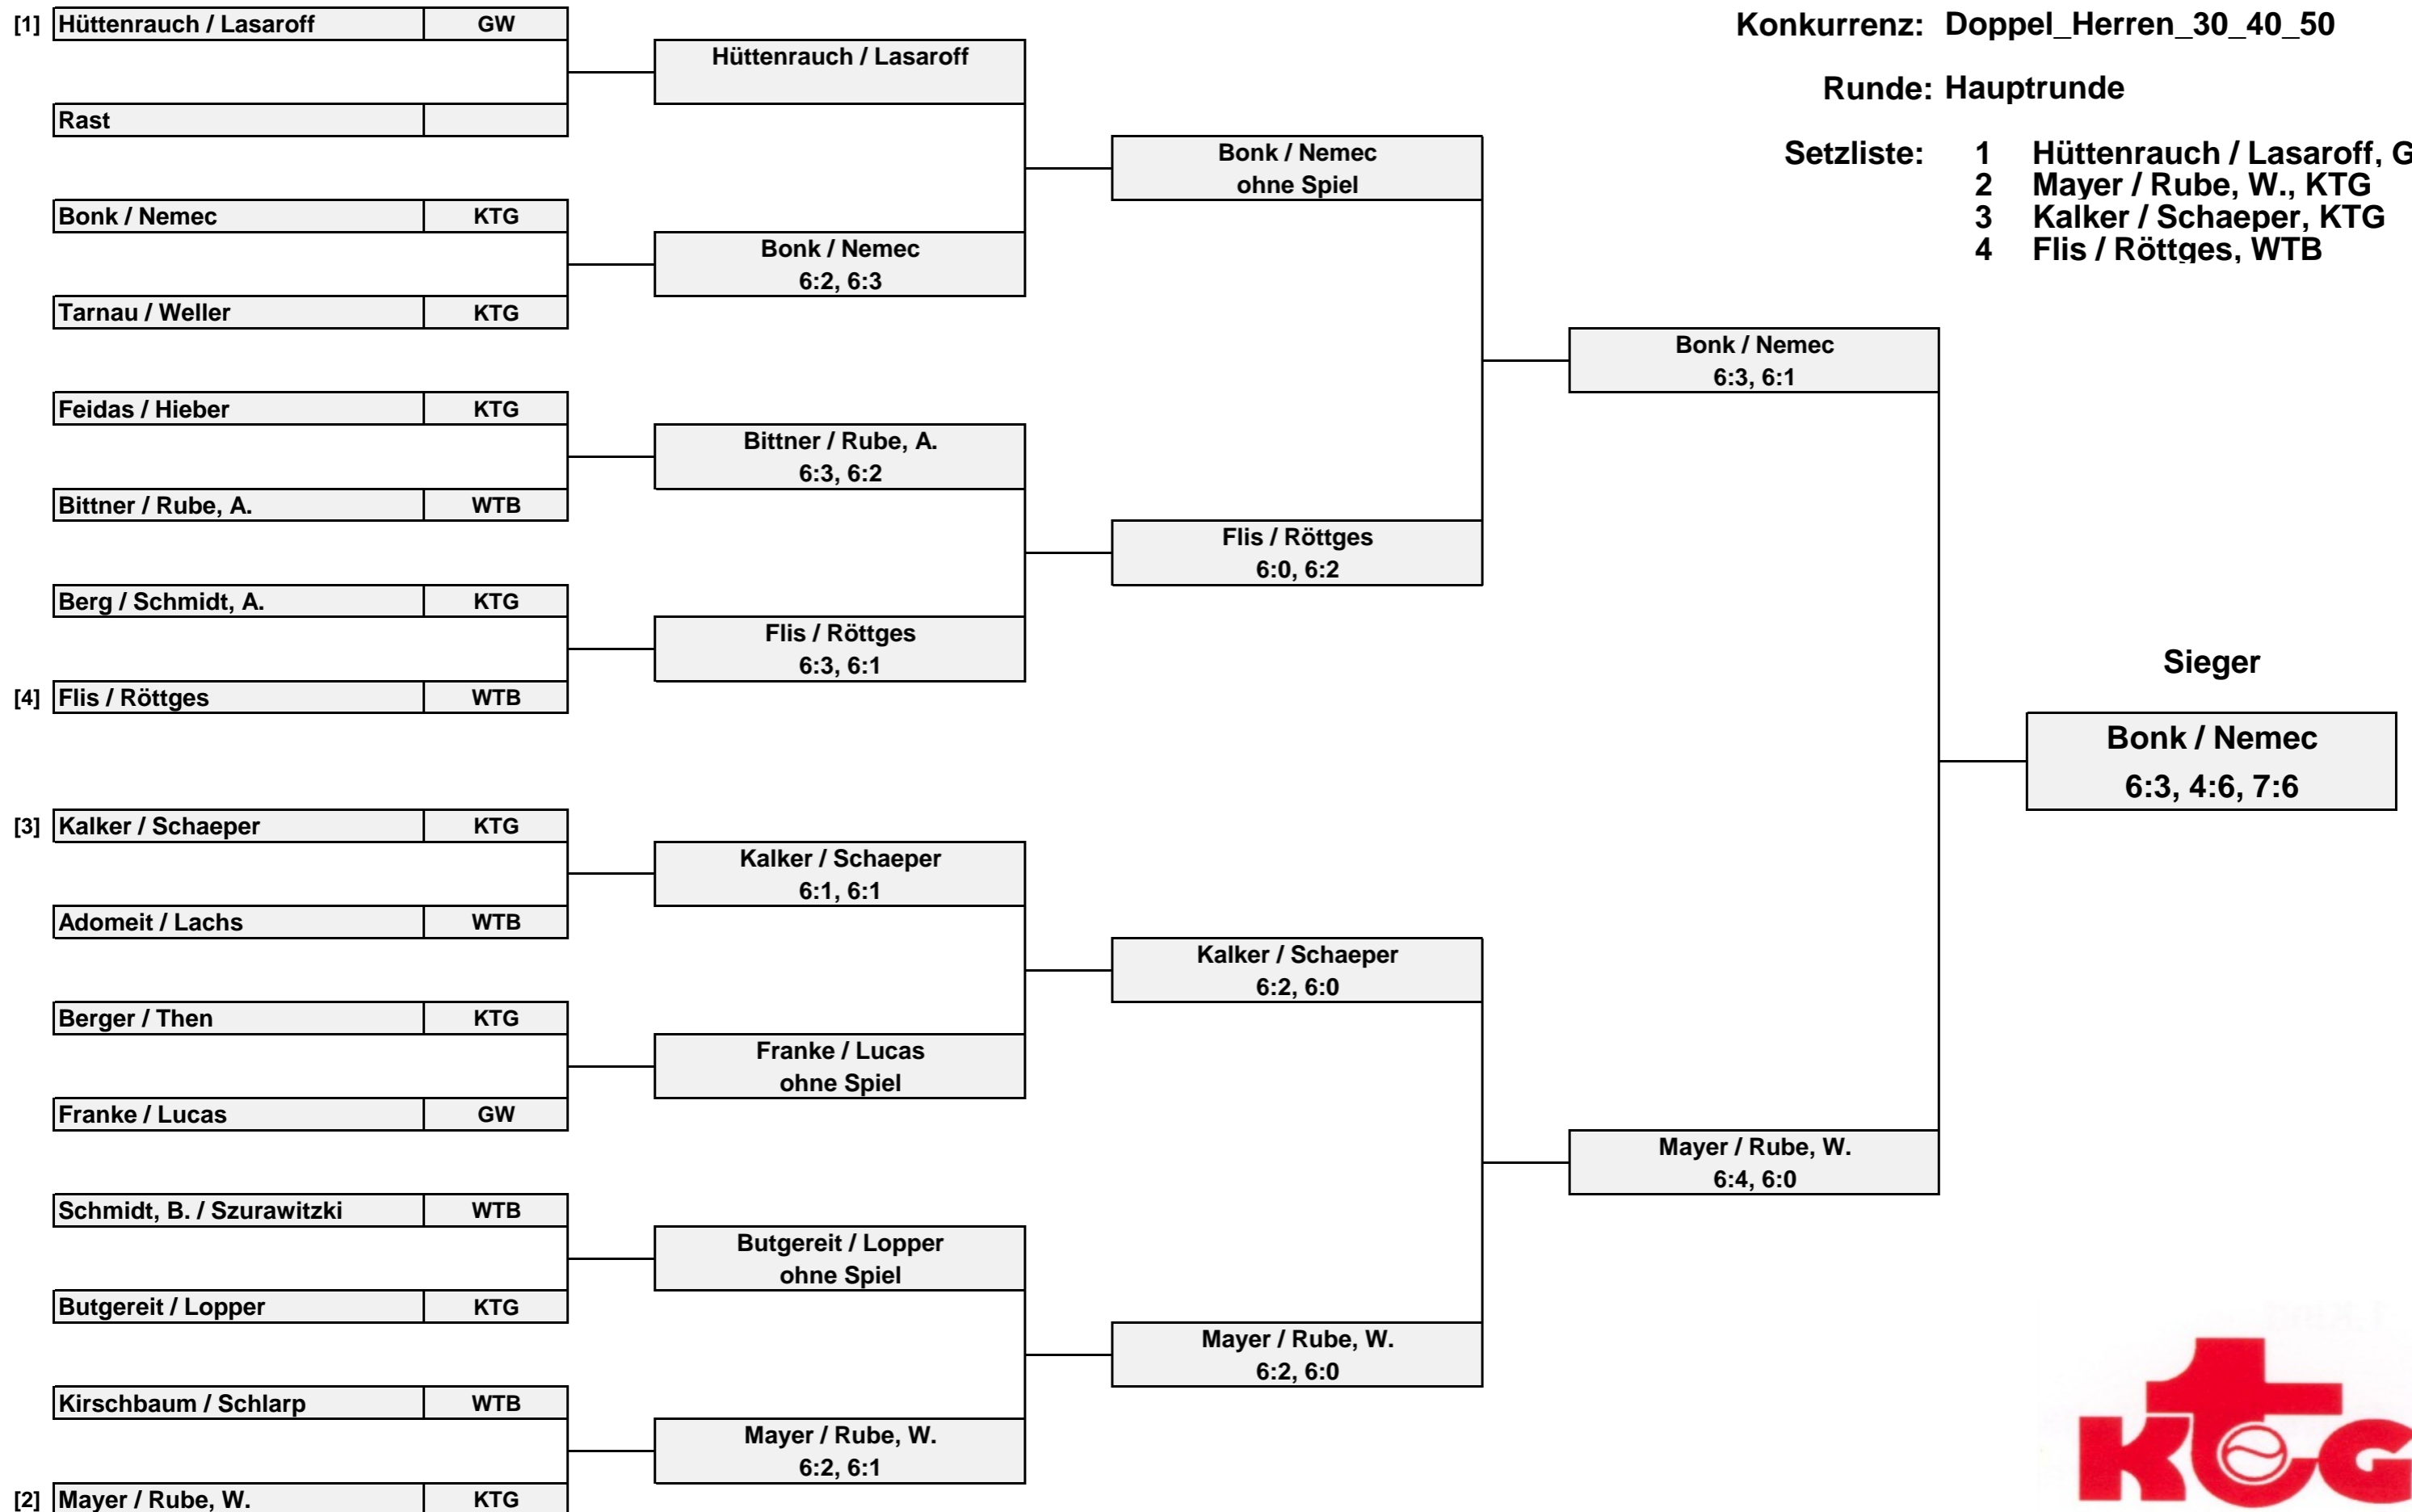 Konkurrenz: Doppel_Herren_30_40_50
Runde: Hauptrunde
Setzliste: 1 Hüttenrauch / Lasaroff, G
2 Mayer / Rube, W., KTG
3 Kalker / Schaeper, KTG
4 Flis / Röttges, WTB
[1] Hüttenrauch / Lasaroff GW
Rast
Bonk / Nemec KTG
Tarnau / Weller KTG
Feidas / Hieber KTG
Bittner / Rube, A. WTB
Berg / Schmidt, A. KTG
[4] Flis / Röttges WTB
[3] Kalker / Schaeper KTG
Adomeit / Lachs WTB
Berger / Then KTG
Franke / Lucas GW
Schmidt, B. / Szurawitzki WTB
Butgereit / Lopper KTG
Kirschbaum / Schlarp WTB
[2] Mayer / Rube, W. KTG
Hüttenrauch / Lasaroff
Bonk / Nemec
6:2, 6:3
Bittner / Rube, A.
6:3, 6:2
Flis / Röttges
6:3, 6:1
Kalker / Schaeper
6:1, 6:1
Franke / Lucas
ohne Spiel
Butgereit / Lopper
ohne Spiel
Mayer / Rube, W.
6:2, 6:1
Bonk / Nemec
ohne Spiel
Flis / Röttges
6:0, 6:2
Kalker / Schaeper
6:2, 6:0
Mayer / Rube, W.
6:2, 6:0
Bonk / Nemec
6:3, 6:1
Mayer / Rube, W.
6:4, 6:0
Sieger
Bonk / Nemec
6:3, 4:6, 7:6
KtG